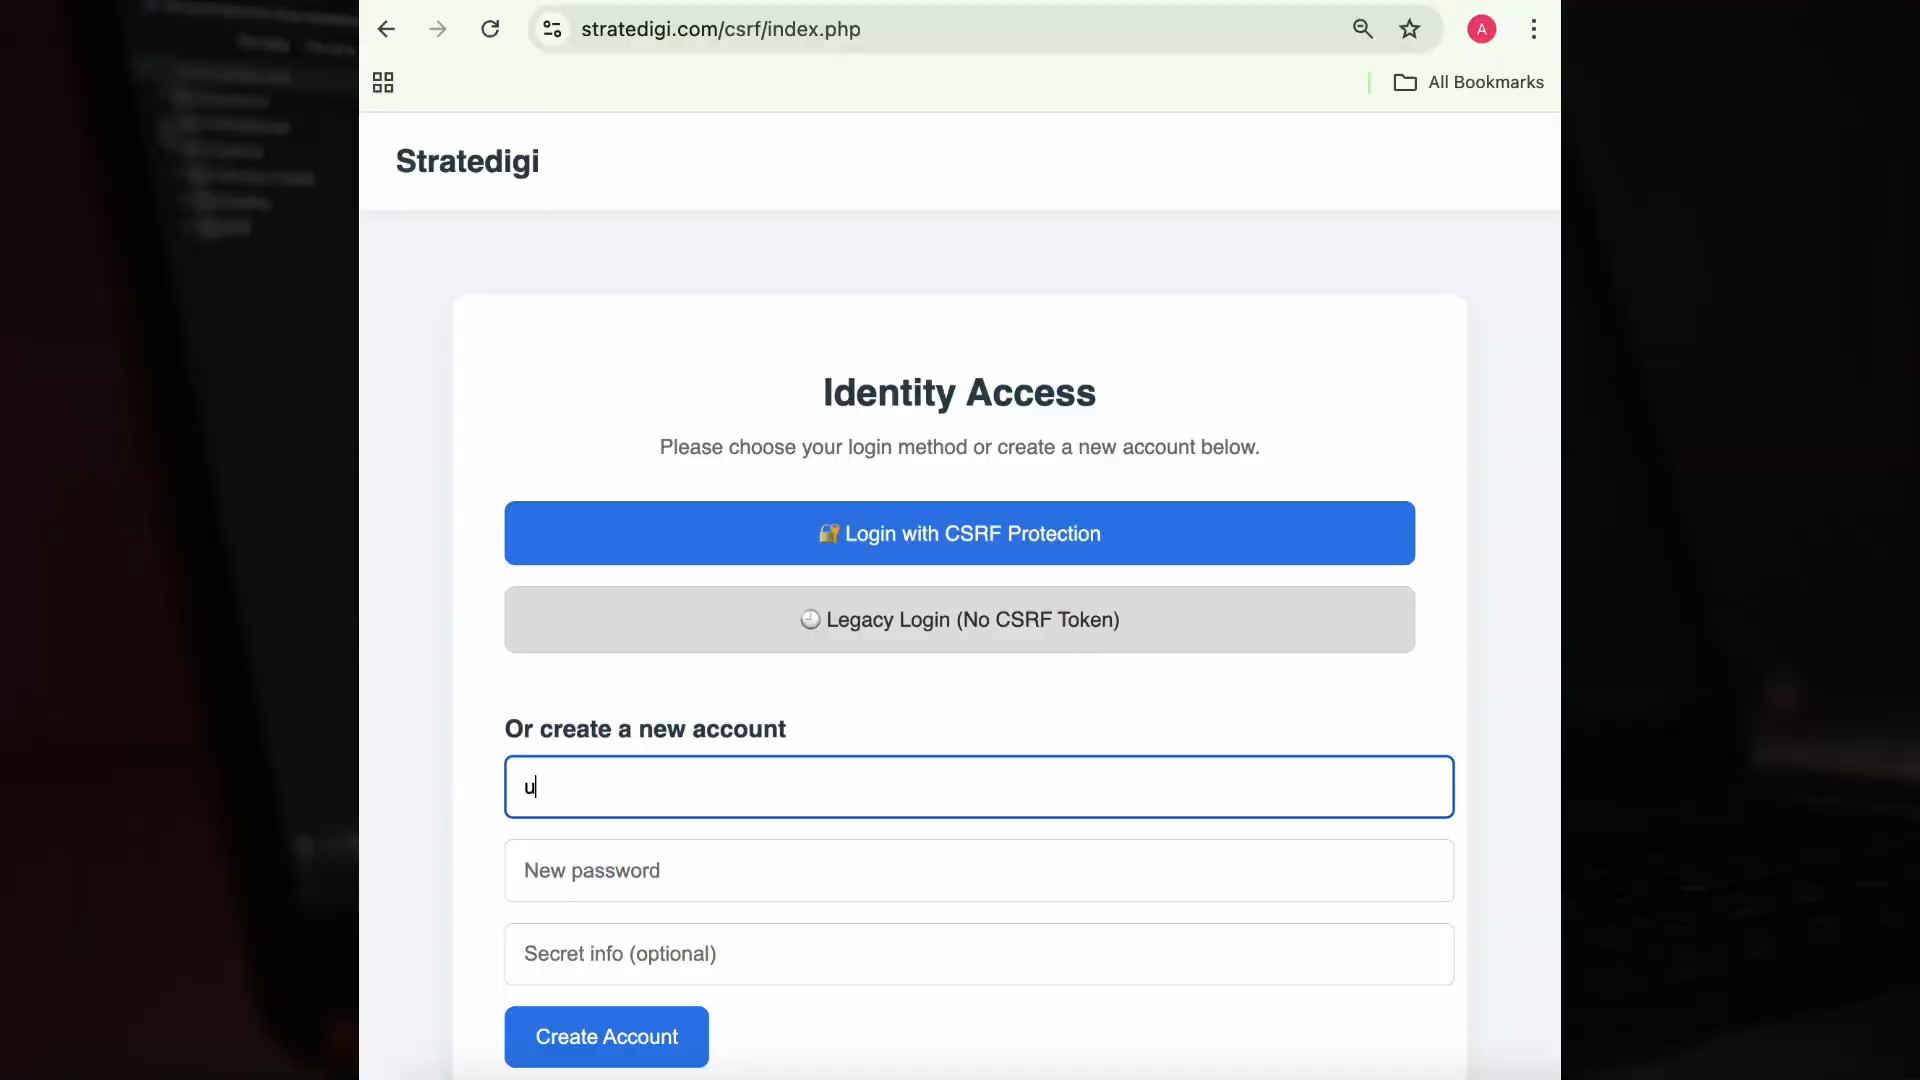 stratedigi.com/csrf/index.php
A
All Bookmarks
Stratedigi
Identity Access
Please choose your login method or create a new account below.
🔐 Login with CSRF Protection
🕘 Legacy Login (No CSRF Token)
Or create a new account
u
New password
Secret info (optional)
Create Account